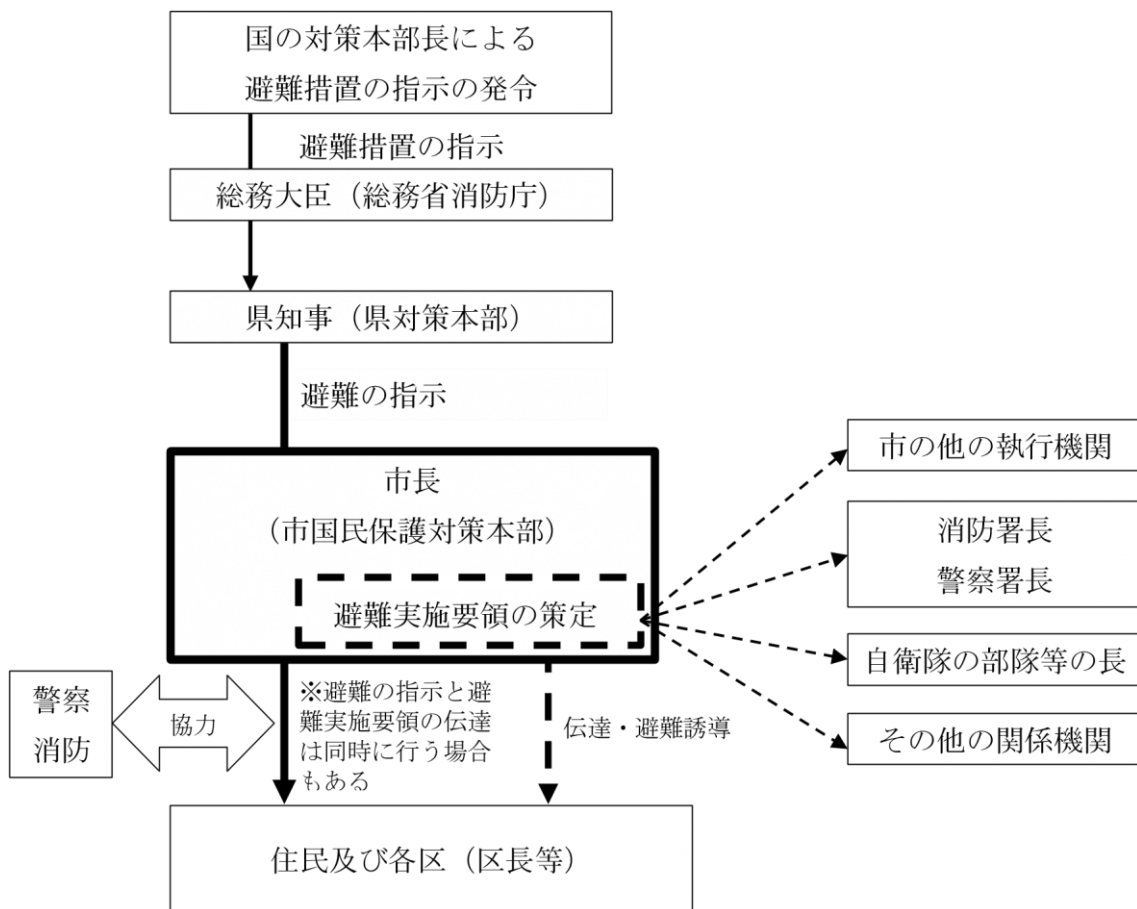 国の対策本部長による
避難措置の指示の発令
避難措置の指示
総務大臣（総務省消防庁）
県知事（県対策本部）
避難の指示
市長
（市国民保護対策本部）
避難実施要領の策定
市の他の執行機関
消防署長
警察署長
自衛隊の部隊等の長
その他の関係機関
警察
消防
協力
※避難の指示と避
難実施要領の伝達
は同時に行う場合
もある
伝達・避難誘導
住民及び各区（区長等）